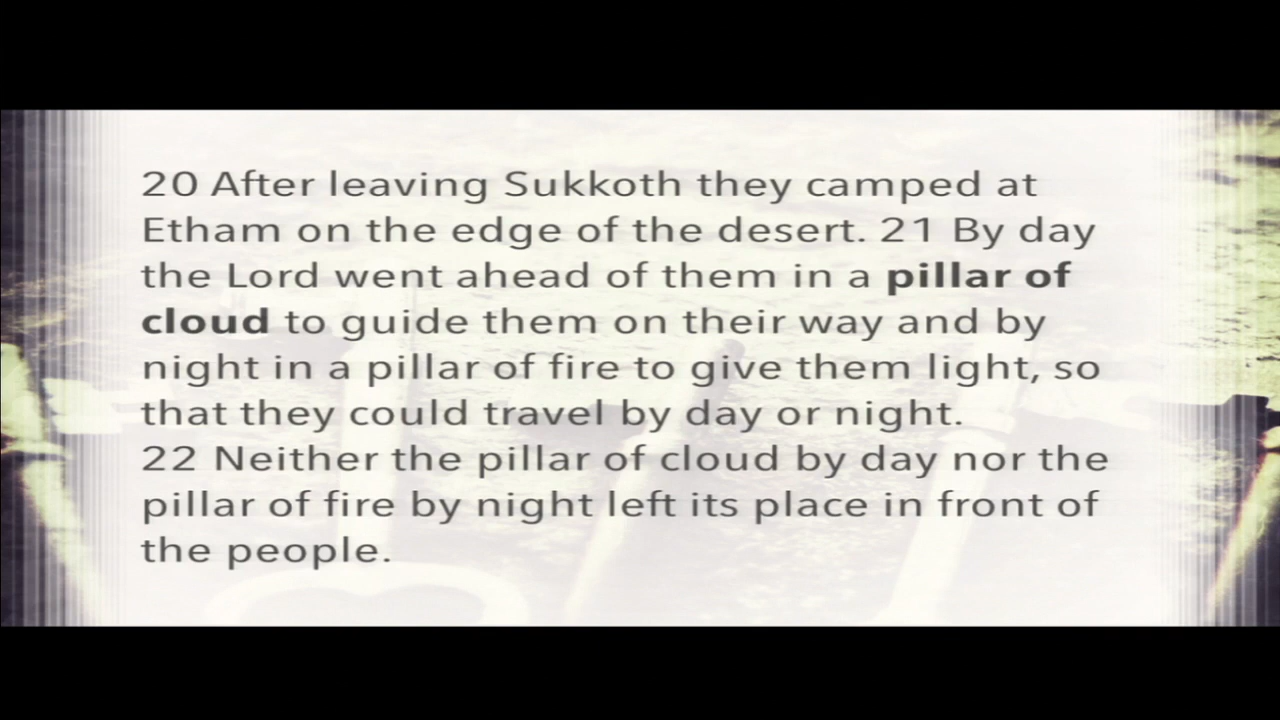 20 After leaving Sukkoth they camped at
Etham on the edge of the desert. 21 By day
the Lord went ahead of them in a pillar of
cloud to guide them on their way and by
night in a pillar of fire to give them light, so
that they could travel by day or night.
22 Neither the pillar of cloud by day nor the
pillar of fire by night left its place in front of
the people.